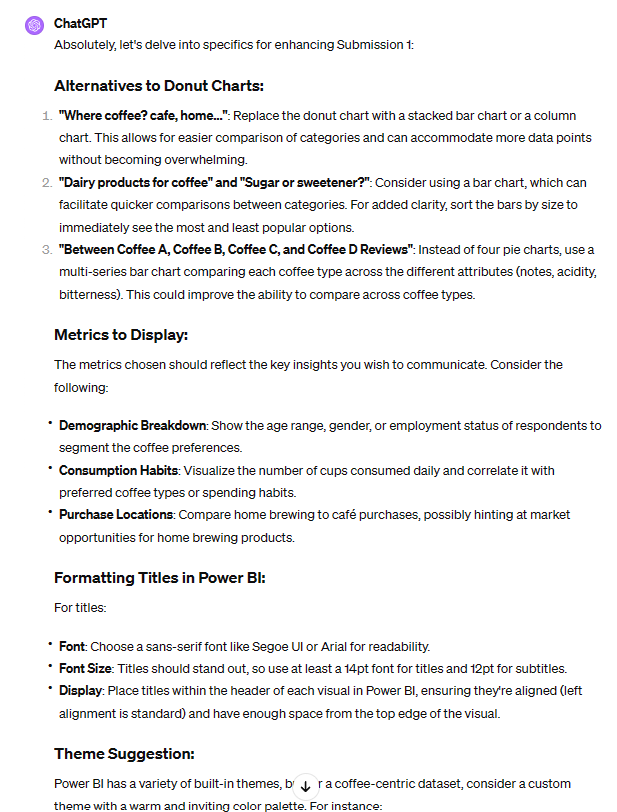 ChatGPT
Absolutely, let's delve into specifics for enhancing Submission 1:
Alternatives to Donut Charts:
1. "Where coffee? cafe, home...": Replace the donut chart with a stacked bar chart or a column
chart. This allows for easier comparison of categories and can accommodate more data points
without becoming overwhelming.
2. "Dairy products for coffee" and "Sugar or sweetener?": Consider using a bar chart, which can
facilitate quicker comparisons between categories. For added clarity, sort the bars by size to
immediately see the most and least popular options.
3. "Between Coffee A, Coffee B, Coffee C, and Coffee D Reviews": Instead of four pie charts, use a
multi-series bar chart comparing each coffee type across the different attributes (notes, acidity,
bitterness). This could improve the ability to compare across coffee types.
Metrics to Display:
The metrics chosen should reflect the key insights you wish to communicate. Consider the
following:
• Demographic Breakdown: Show the age range, gender, or employment status of respondents to
segment the coffee preferences.
• Consumption Habits: Visualize the number of cups consumed daily and correlate it with
preferred coffee types or spending habits.
• Purchase Locations: Compare home brewing to café purchases, possibly hinting at market
opportunities for home brewing products.
Formatting Titles in Power BI:
For titles:
• Font: Choose a sans-serif font like Segoe UI or Arial for readability.
• Font Size: Titles should stand out, so use at least a 14pt font for titles and 12pt for subtitles.
• Display: Place titles within the header of each visual in Power BI, ensuring they're aligned (left
alignment is standard) and have enough space from the top edge of the visual.
Theme Suggestion:
Power BI has a variety of built-in themes, a coffee-centric dataset, consider a custom
theme with a warm and inviting color palette. For instance: